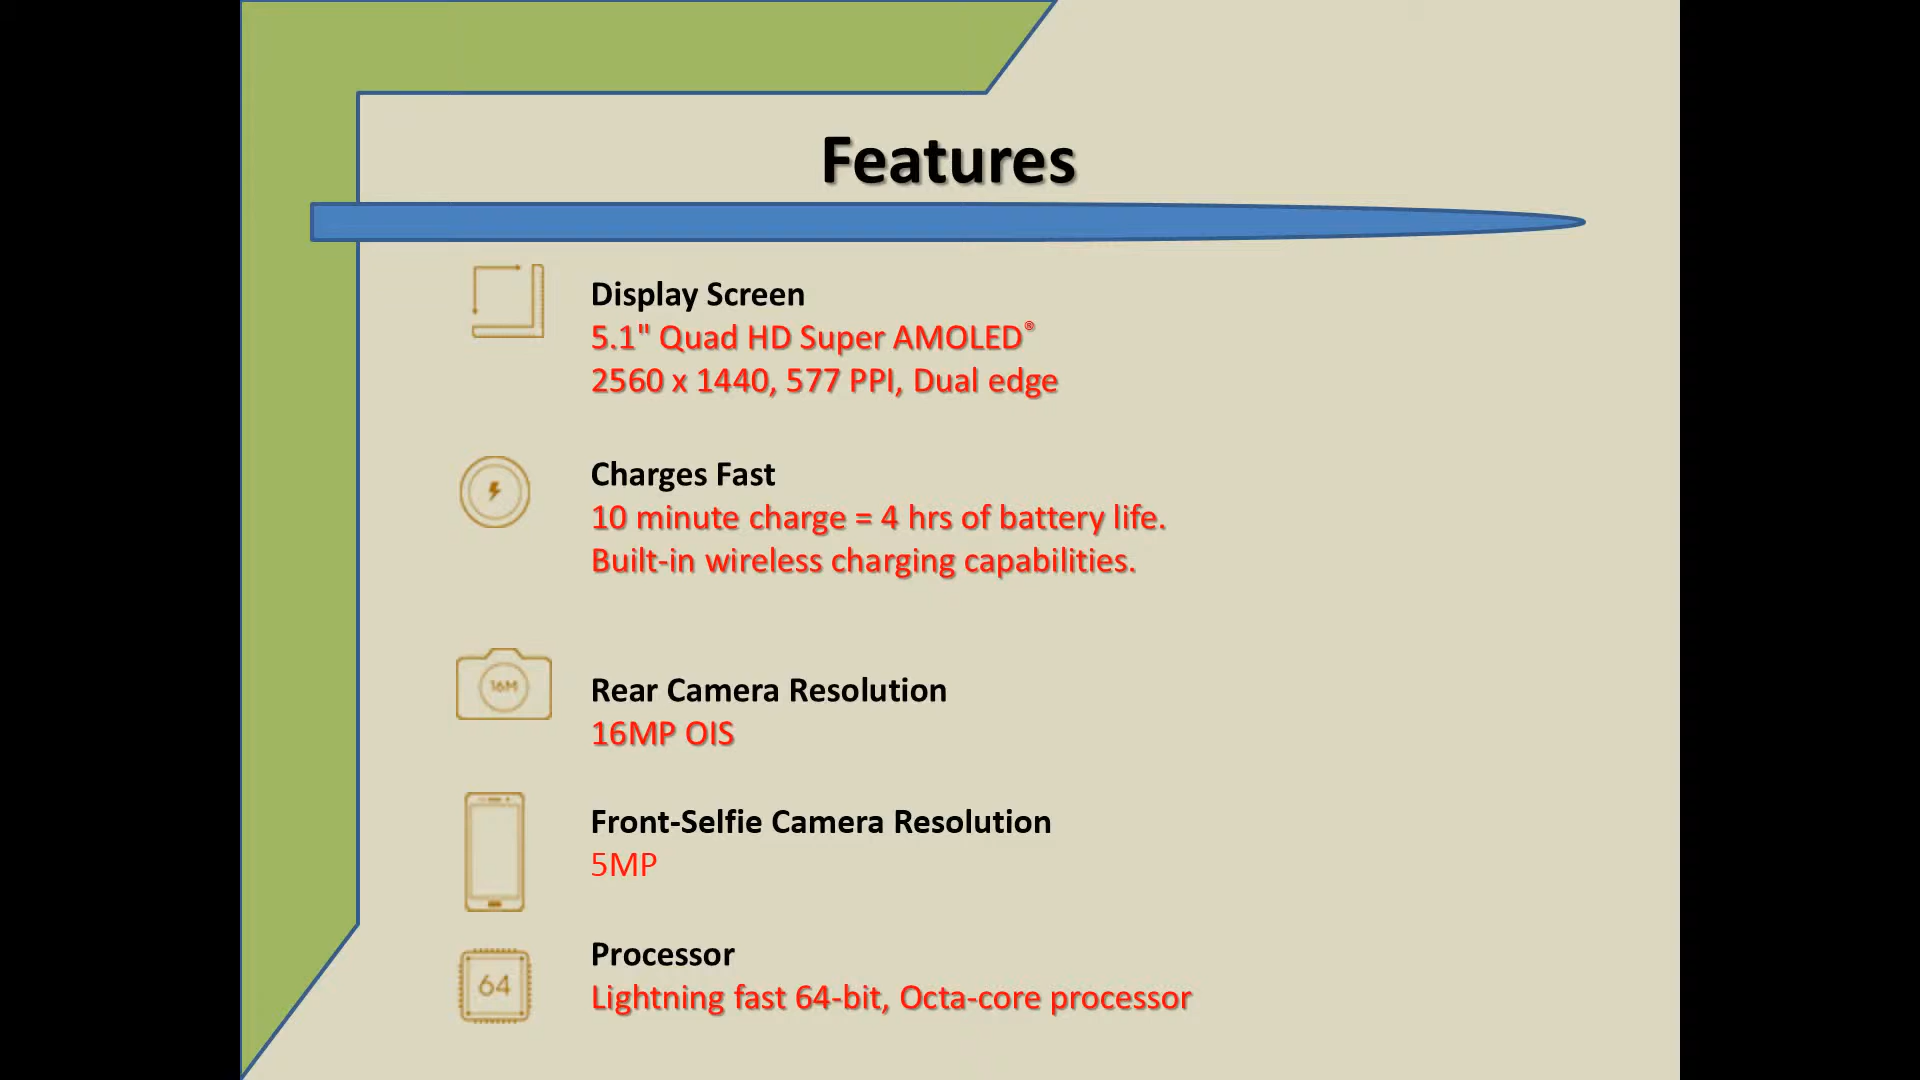 Features
Display Screen
5.1" Quad HD Super AMOLED®
2560 x 1440, 577 PPI, Dual edge
Charges Fast
10 minute charge = 4 hrs of battery life.
Built-in wireless charging capabilities.
16M
Rear Camera Resolution
16MP OIS
Front-Selfie Camera Resolution
5MP
Processor
64
Lightning fast 64-bit, Octa-core processor